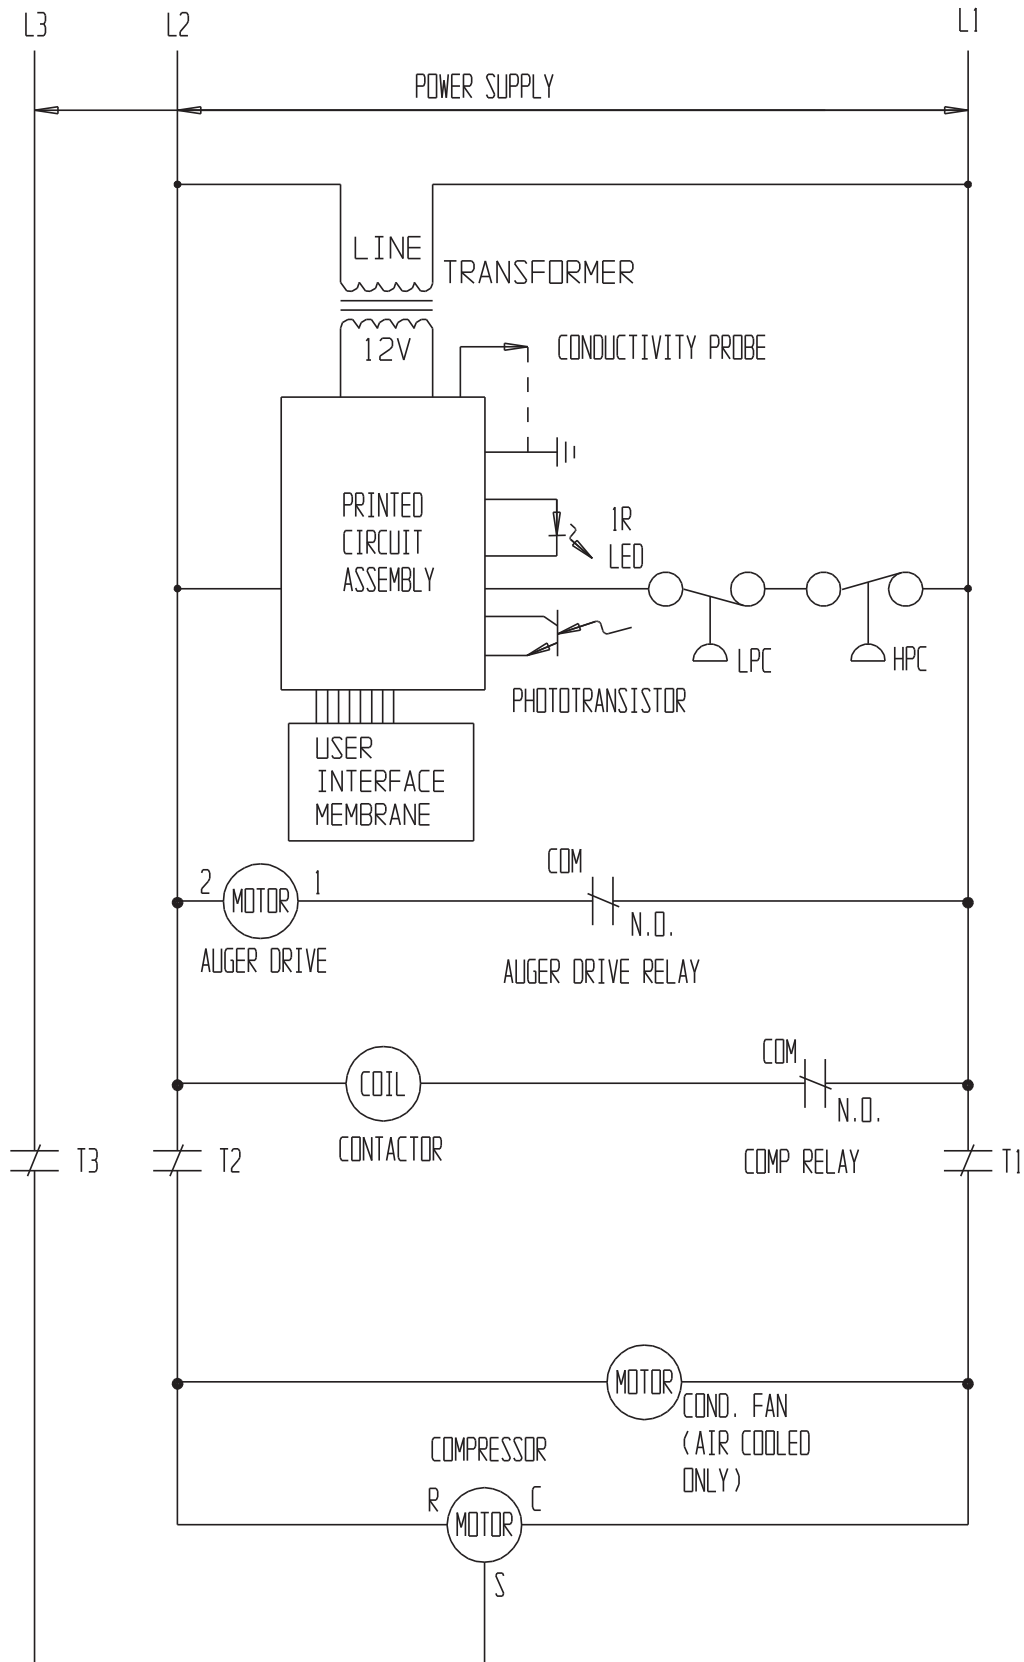 L3
L2
L1
POWER SUPPLY
LINE
TRANSFORMER
12V
CONDUCTIVITY PROBE
PRINTED
CIRCUIT
ASSEMBLY
1R
LED
LPC
HPC
PHOTOTRANSISTOR
USER
INTERFACE
MEMBRANE
COM
2
MOTOR
1
N.O.
AUGER DRIVE
AUGER DRIVE RELAY
COM
COIL
N.O.
CONTACTOR
COMP RELAY
T3
T2
T1
MOTOR
COND. FAN
(AIR COOLED
ONLY)
COMPRESSOR
R
MOTOR
C
S